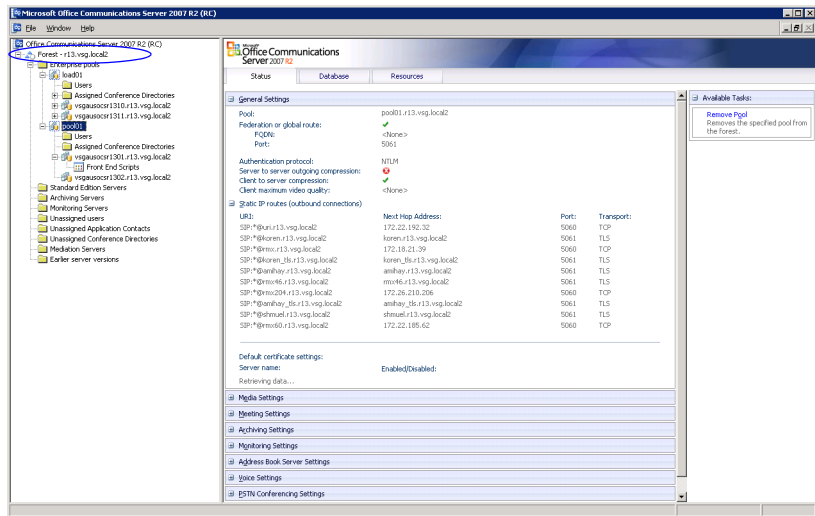 Microsoft Office Communications Server 2007 R2 (RC)
File Window Help
Office Communications Server 2007 R2 (RC)
Forest - r13.vsg.local2
Enterprise pools
load01
Users
Assigned Conference Directories
vsgausocsr1310.r13.vsg.local2
vsgausocsr1311.r13.vsg.local2
pool01
Users
Assigned Conference Directories
vsgausocsr1301.r13.vsg.local2
Front End Scripts
vsgausocsr1302.r13.vsg.local2
Standard Edition Servers
Archiving Servers
Monitoring Servers
Unassigned users
Unassigned Application Contacts
Unassigned Conference Directories
Mediation Servers
Earlier server versions
Microsoft
Office Communications
Server 2007 R2
Status Database Resources
General Settings
Pool: pool01.r13.vsg.local2
Federation or global route:
FQDN: <None>
Port: 5061
Authentication protocol: NTLM
Server to server outgoing compression:
Client to server compression:
Client maximum video quality: <None>
Static IP routes (outbound connections)
URI: Next Hop Address: Port: Transport:
SIP:*@uri.r13.vsg.local2 172.22.192.32 5060 TCP
SIP:*@koren.r13.vsg.local2 koren.r13.vsg.local2 5061 TLS
SIP:*@rmx.r13.vsg.local2 172.18.21.39 5060 TCP
SIP:*@koren_tls.r13.vsg.local2 koren_tls.r13.vsg.local2 5061 TLS
SIP:*@amihay.r13.vsg.local2 amihay.r13.vsg.local2 5061 TLS
SIP:*@rmx46.r13.vsg.local2 rmx46.r13.vsg.local2 5061 TLS
SIP:*@rmx204.r13.vsg.local2 172.26.210.206 5060 TCP
SIP:*@amihay_tls.r13.vsg.local2 amihay_tls.r13.vsg.local2 5061 TLS
SIP:*@shmuel.r13.vsg.local2 shmuel.r13.vsg.local2 5061 TLS
SIP:*@rmx60.r13.vsg.local2 172.22.185.62 5060 TCP
Default certificate settings:
Server name: Enabled/Disabled:
Retrieving data...
Media Settings
Meeting Settings
Archiving Settings
Monitoring Settings
Address Book Server Settings
Voice Settings
PSTN Conferencing Settings
Available Tasks:
Remove Pool
Removes the specified pool from
the forest.